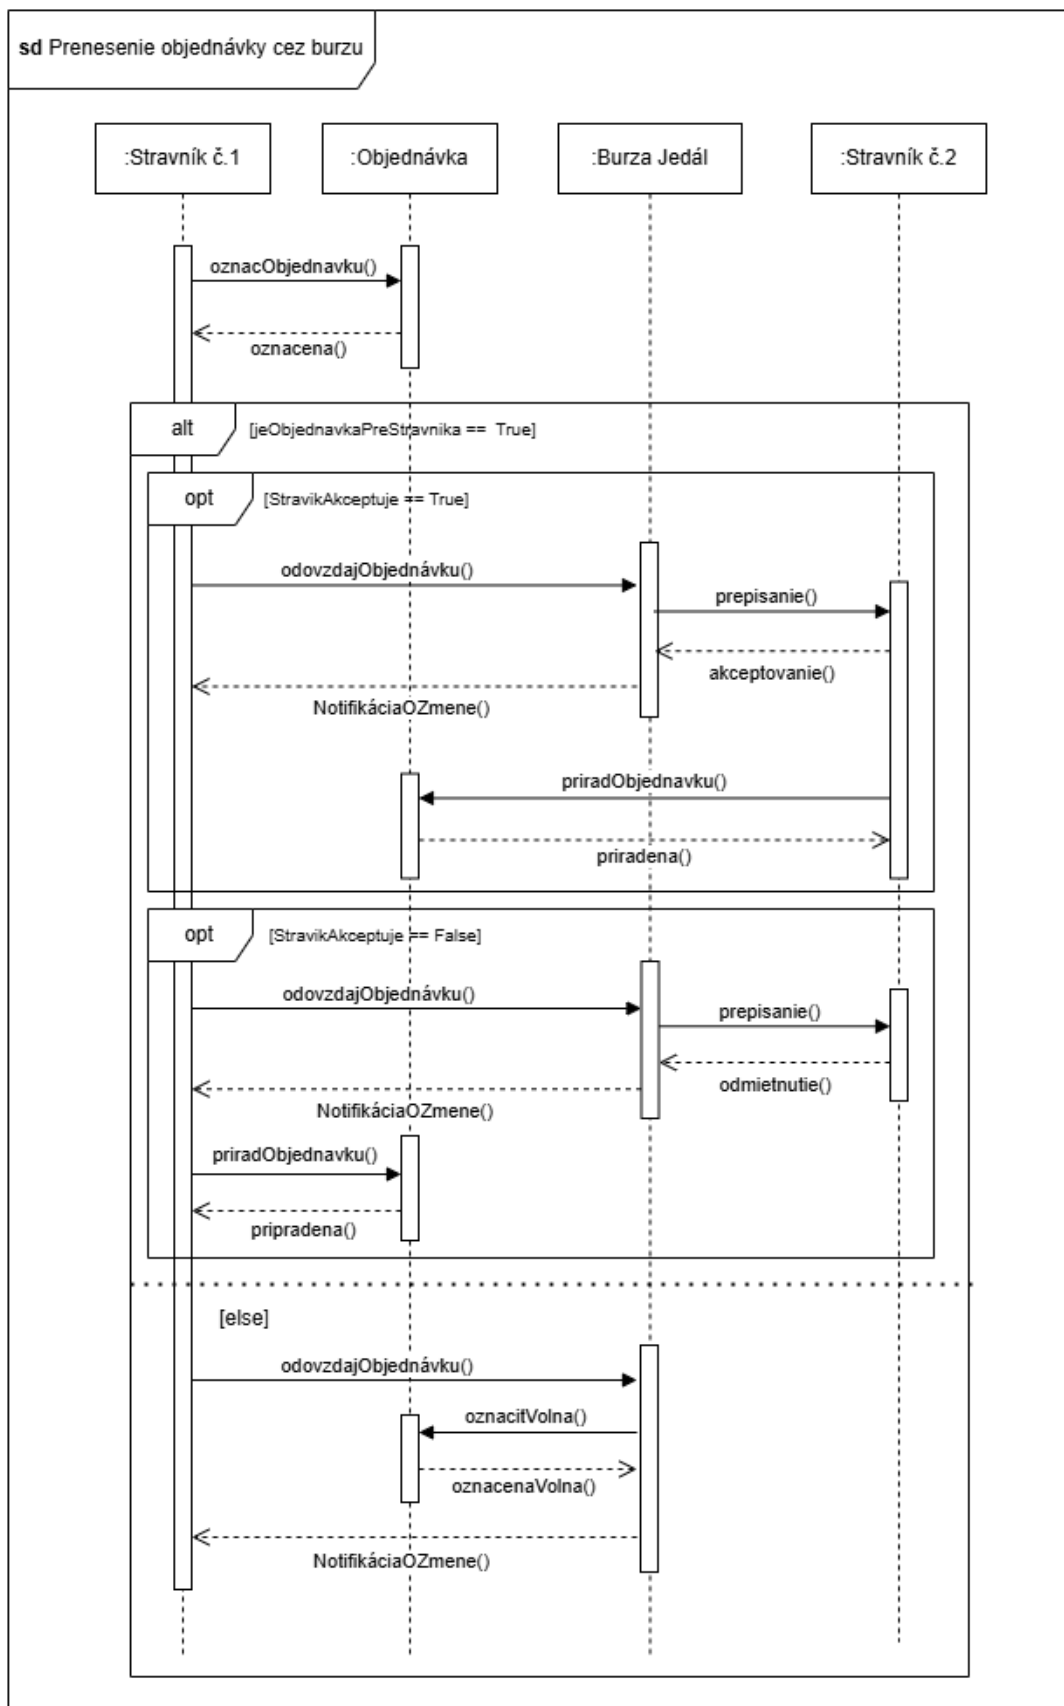 sd Prenesenie objednávky cez burzu
:Stravník č.1
:Objednávka
:Burza Jedál
:Stravník č.2
oznacObjednavku()
oznacena()
alt
[jeObjednavkaPreStravnika == True]
opt
[StravikAkceptuje == True]
odovzdajObjednávku()
prepisanie()
akceptovanie()
NotifikáciaOZmene()
priradObjednavku()
priradena()
opt
[StravikAkceptuje == False]
odovzdajObjednávku()
prepisanie()
odmietnutie()
NotifikáciaOZmene()
priradObjednavku()
pripradena()
[else]
odovzdajObjednávku()
oznacitVolna()
oznacenaVolna()
NotifikáciaOZmene()